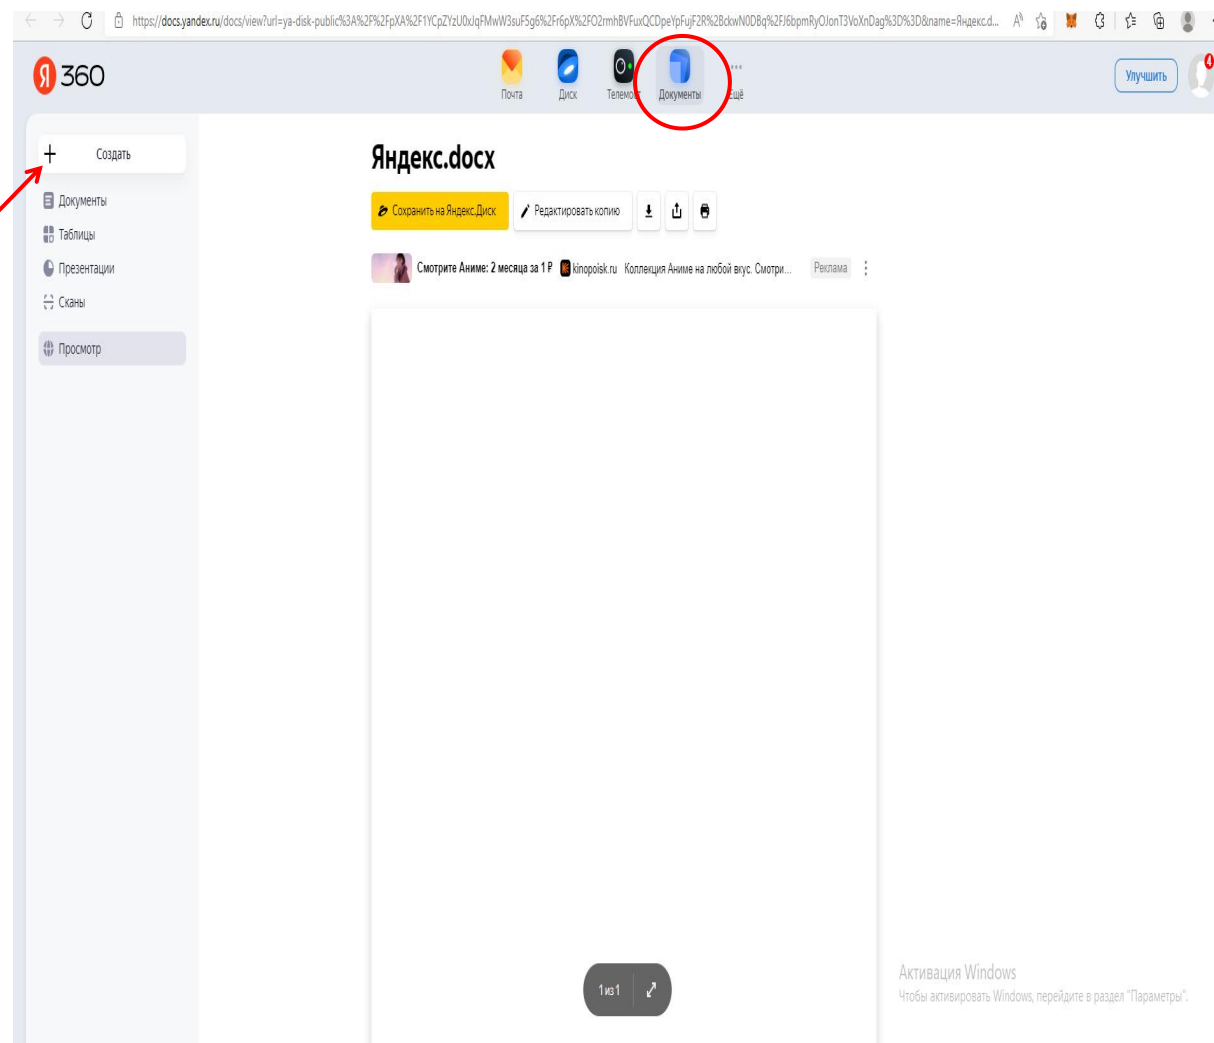 https://docs.yandex.ru/docs/view?url=ya-disk-public%3A%2F%2FpXA%2F1YCpZYzU0xJqFMwW3suF5g6%2Fr6pX%2FO2rmhBVFuxQCDpeYpFujF2R%2BckwN0DBq%2FJ6bpmRyOJonT3VoXnDag%3D%3D&name=Яндекс.d...
Я 360
Почта Диск Телемост Документы Ещё
Улучшить
4
Создать
Документы
Таблицы
Презентации
Сканы
Просмотр
Яндекс.docx
Сохранить на Яндекс.Диск Редактировать копию
Смотрите Аниме: 2 месяца за 1 ₽ kinopoisk.ru Коллекция Аниме на любой вкус. Смотри... Реклама
1 из 1
Активация Windows
Чтобы активировать Windows, перейдите в раздел "Параметры".